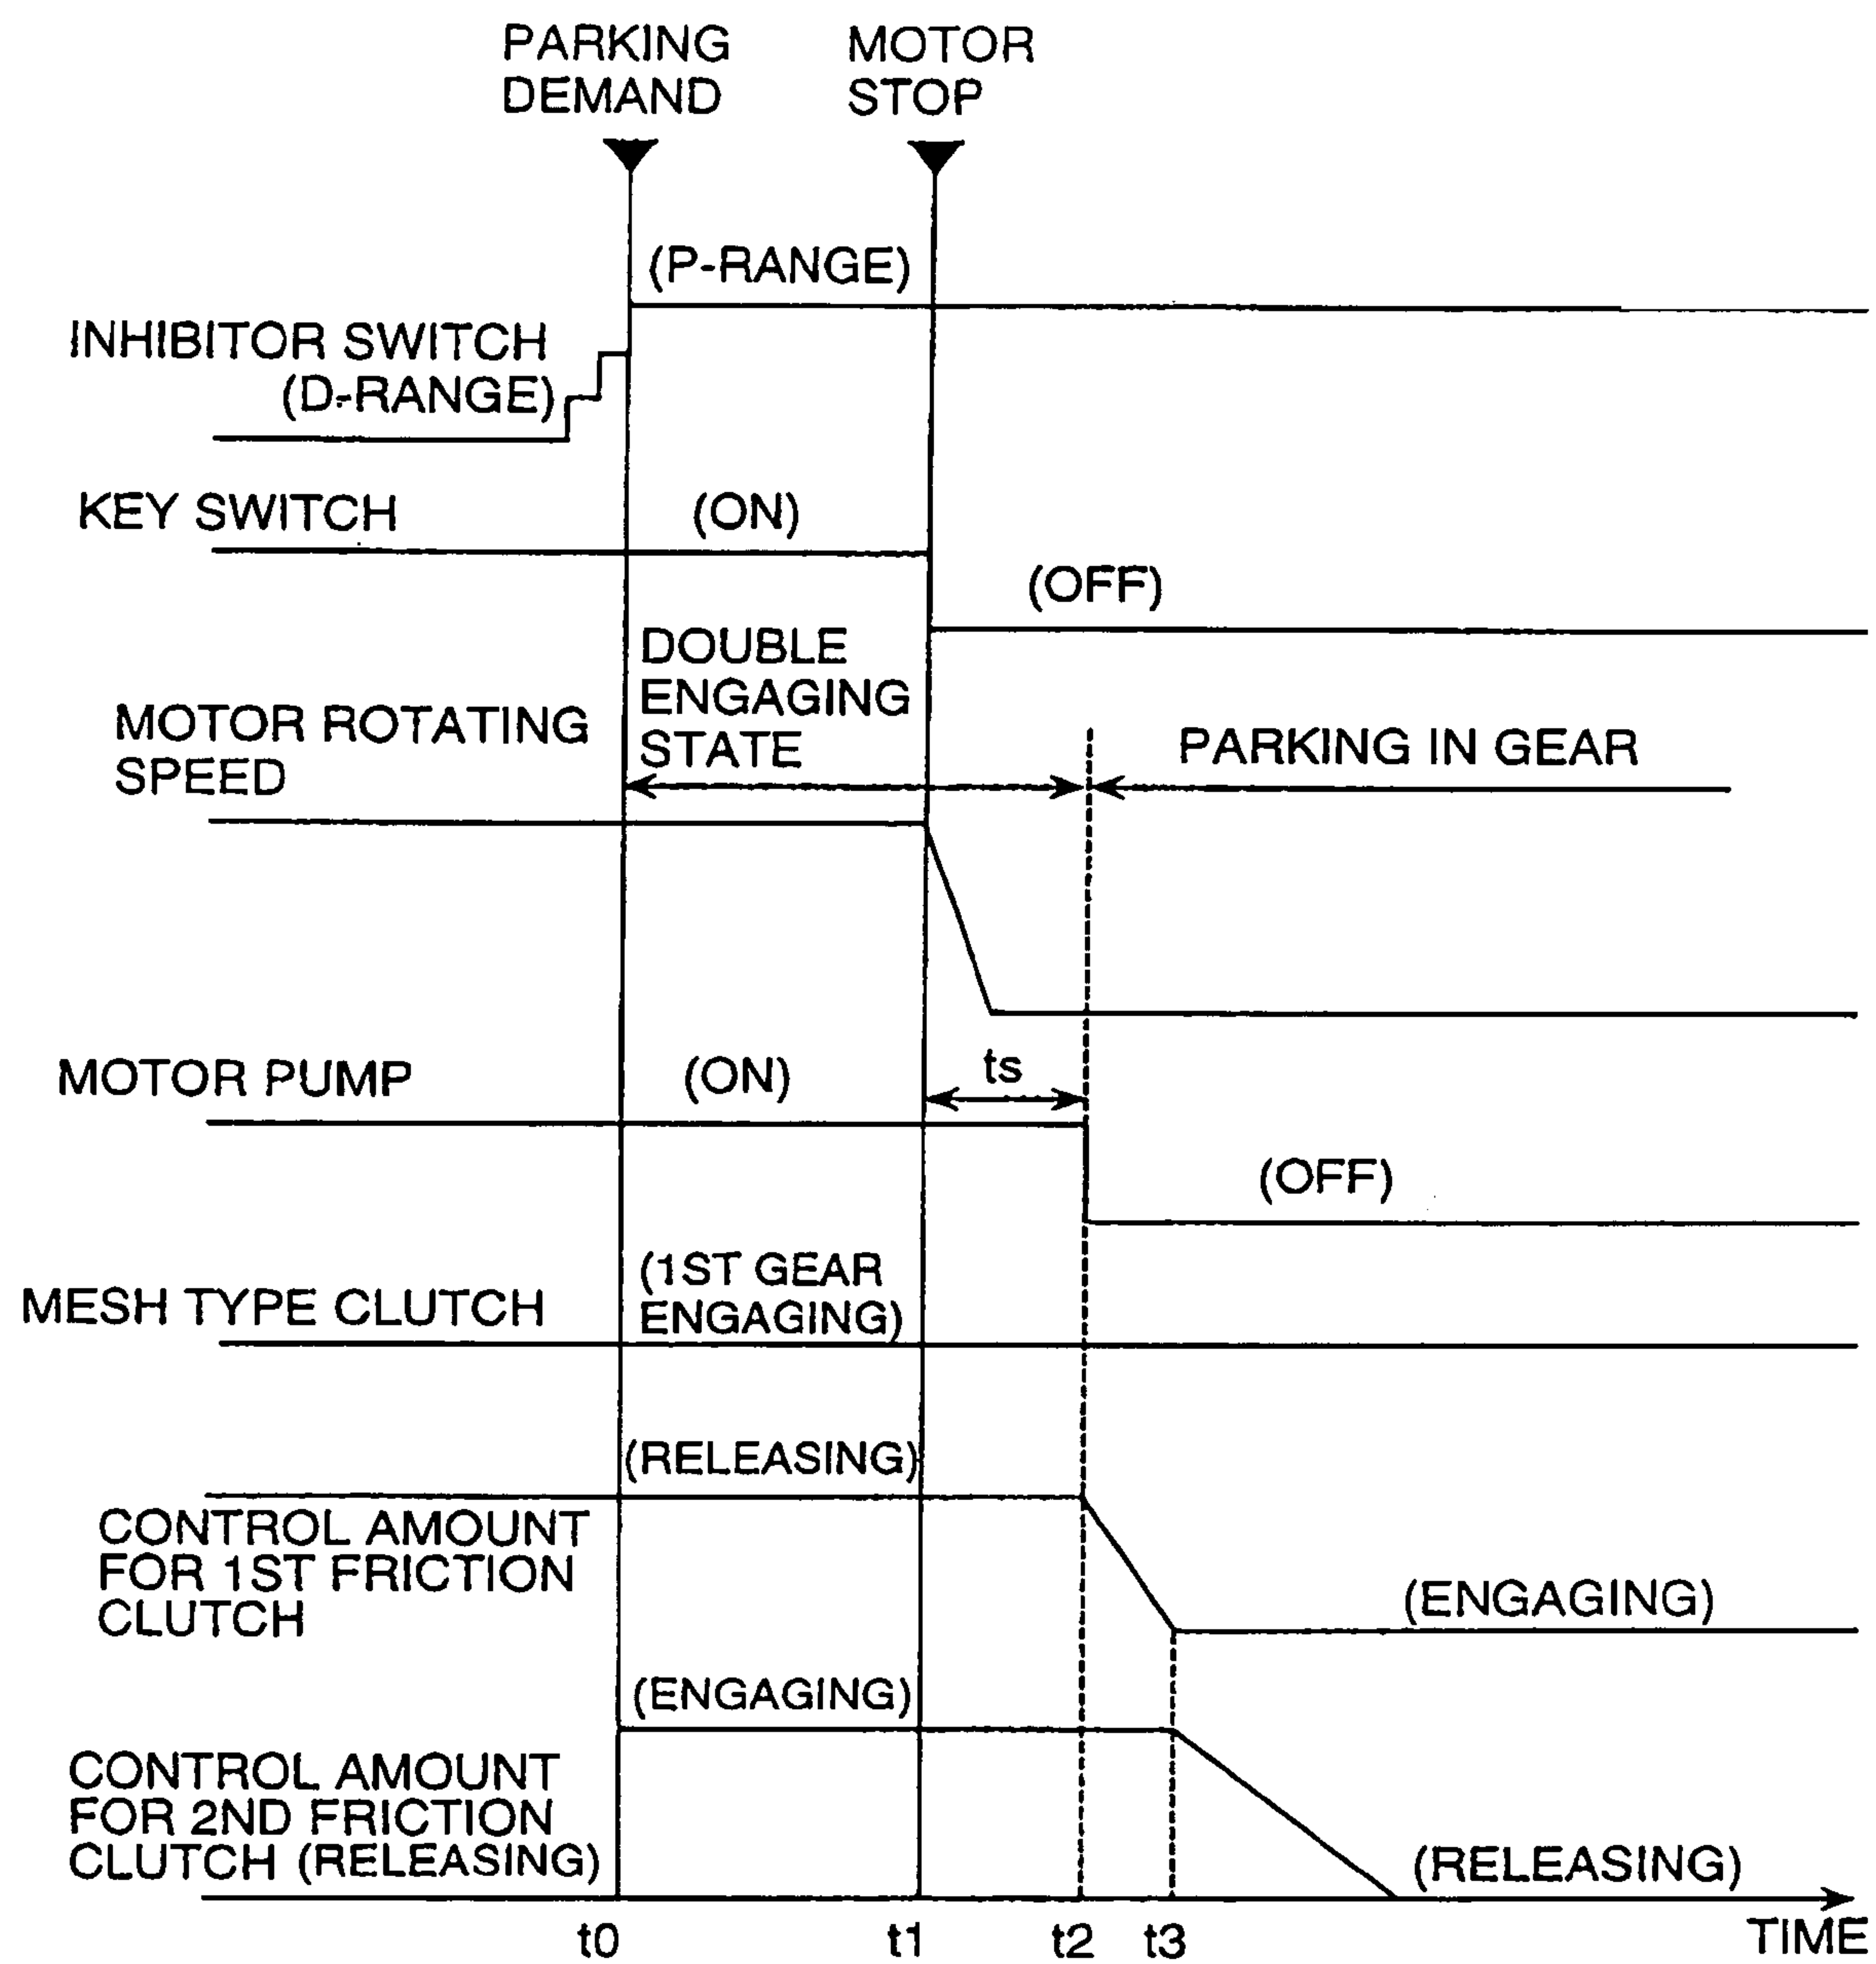 PARKING
DEMAND
MOTOR
STOP
(P-RANGE)
INHIBITOR SWITCH
(D-RANGE)
KEY SWITCH
(ON)
(OFF)
DOUBLE
ENGAGING
STATE
MOTOR ROTATING
SPEED
PARKING IN GEAR
MOTOR PUMP
(ON)
ts
(OFF)
MESH TYPE CLUTCH
(1ST GEAR
ENGAGING)
(RELEASING)
CONTROL AMOUNT
FOR 1ST FRICTION
CLUTCH
(ENGAGING)
(ENGAGING)
CONTROL AMOUNT
FOR 2ND FRICTION
CLUTCH (RELEASING)
(RELEASING)
t0
t1
t2
t3
TIME